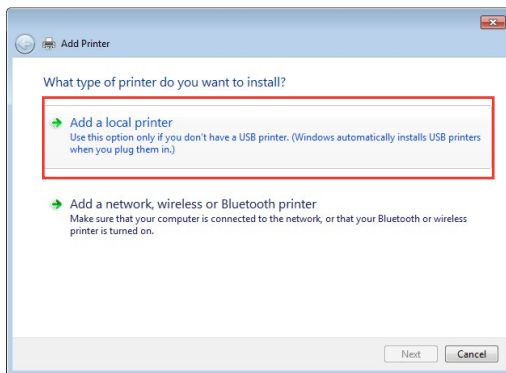 Add Printer
What type of printer do you want to install?
Add a local printer
Use this option only if you don't have a USB printer. (Windows automatically installs USB printers
when you plug them in.)
Add a network, wireless or Bluetooth printer
Make sure that your computer is connected to the network, or that your Bluetooth or wireless
printer is turned on.
Next Cancel